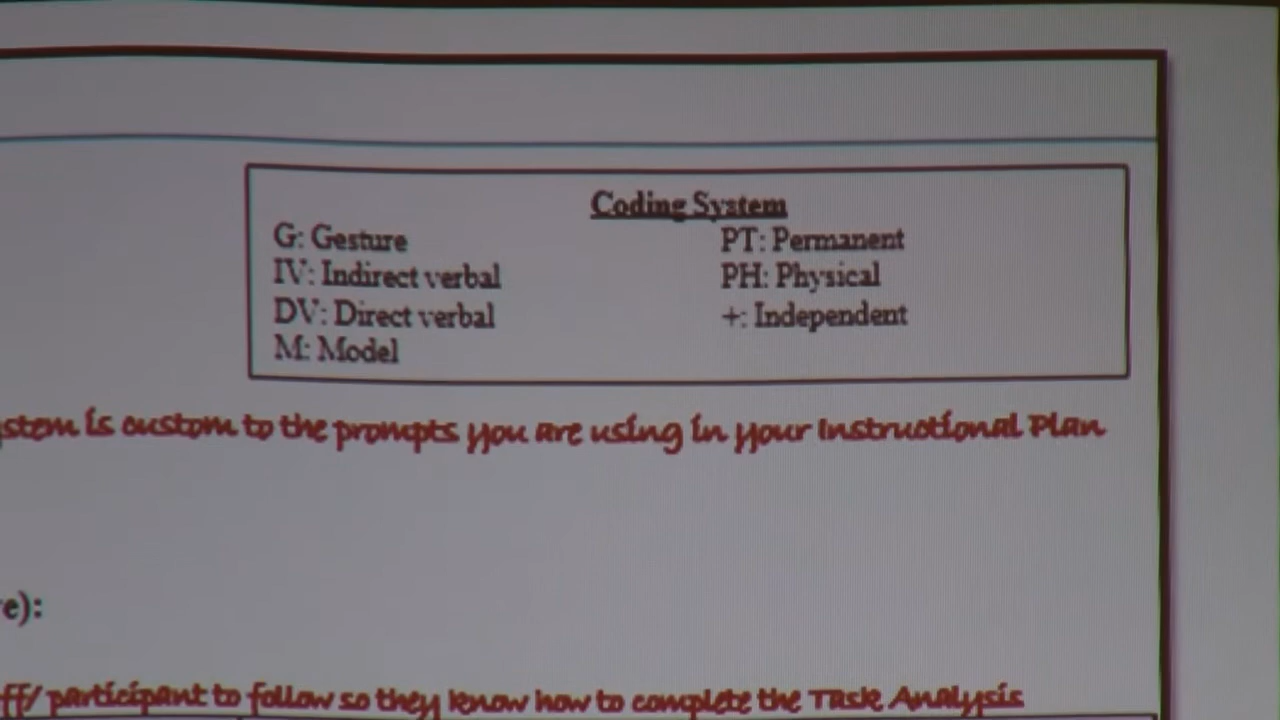 Coding System
G: Gesture
IV: Indirect verbal
DV: Direct verbal
M: Model
PT: Permanent
PH: Physical
+: Independent
stem is custom to the prompts you are using in your Instructional Plan
e):
ff/ participant to follow so they know how to complete the Task Analysis